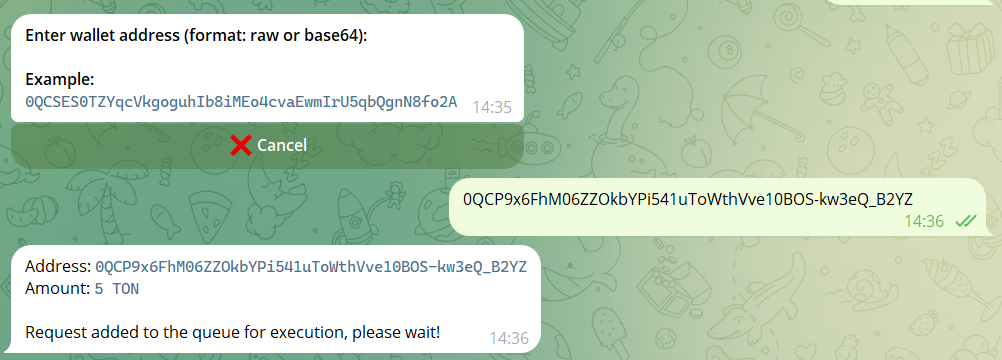 Enter wallet address (format: raw or base64):
Example:
0QCSES0TZYqcVkgoguhIb8iMEo4cvaEwmIrU5qbQgnN8fo2A
14:35
❌ Cancel
0QCP9x6FhM06ZZOkbYPi541uToWthVve10BOS-kw3eQ_B2YZ
14:36
Address: 0QCP9x6FhM06ZZOkbYPi541uToWthVve10BOS-kw3eQ_B2YZ
Amount: 5 TON
Request added to the queue for execution, please wait!
14:36